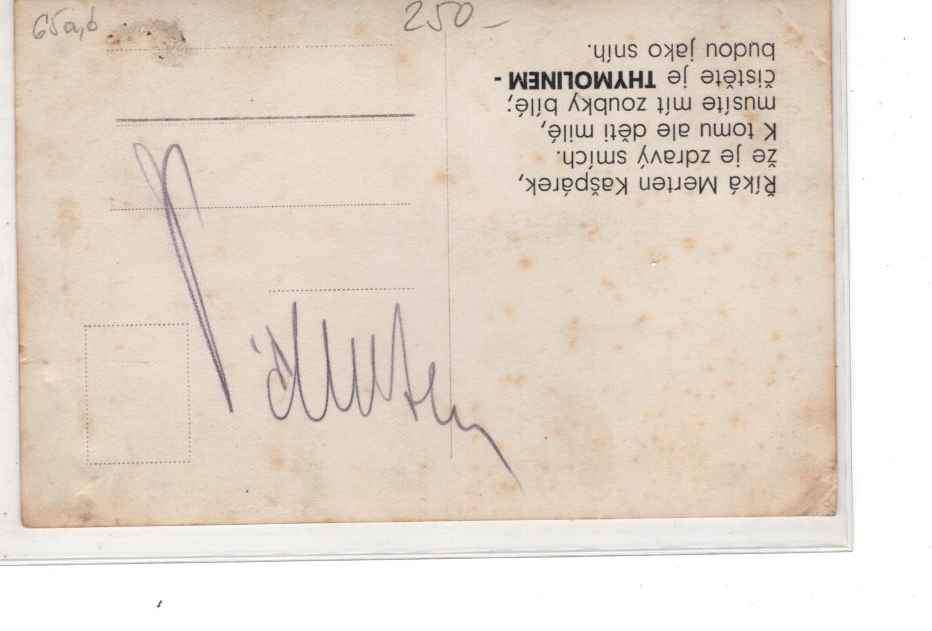 65a,b
250-
Říká Merten Kašpárek,
že je zdravý smích.
K tomu ale děti milé,
musíte mít zoubky bílé;
čistěte je THYMOLINEM -
budou jako sníh.